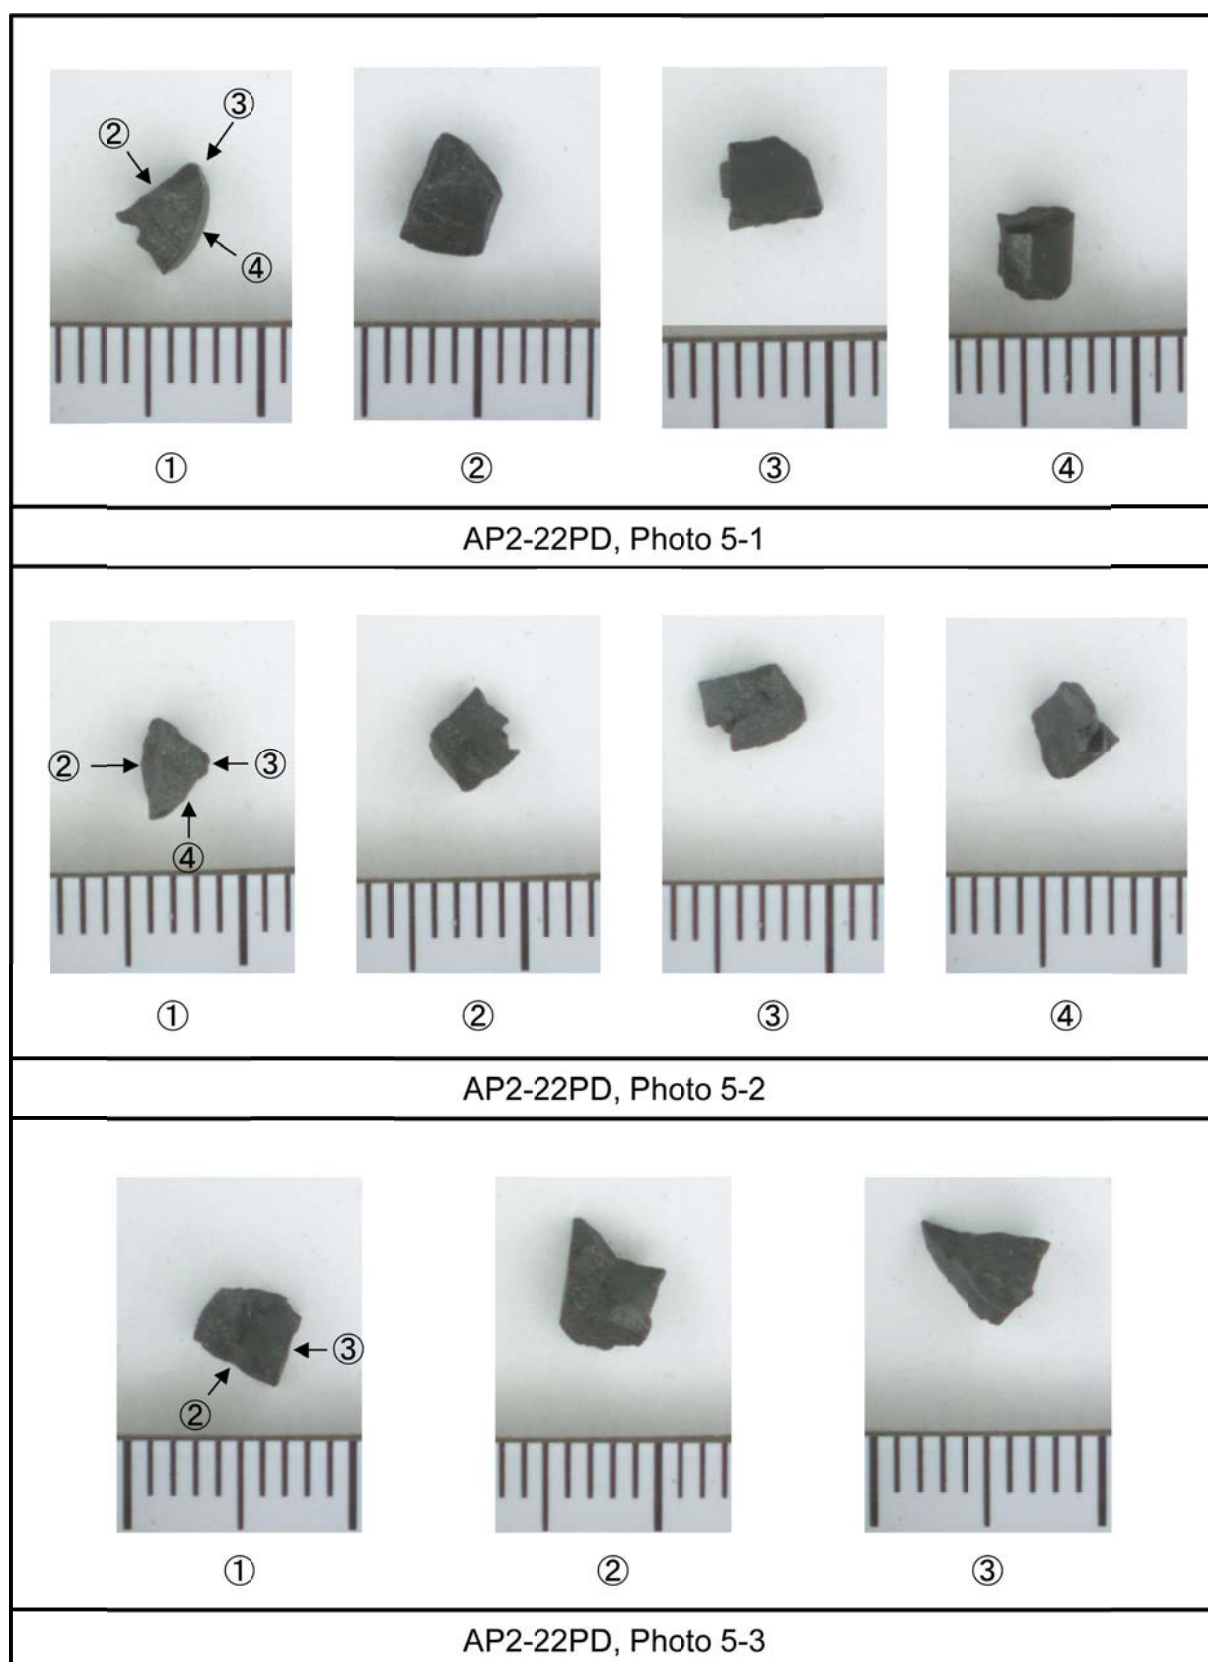 ③
②
④
① ② ③ ④
AP2-22PD, Photo 5-1
② ③
④
① ② ③ ④
AP2-22PD, Photo 5-2
③
②
① ② ③
AP2-22PD, Photo 5-3